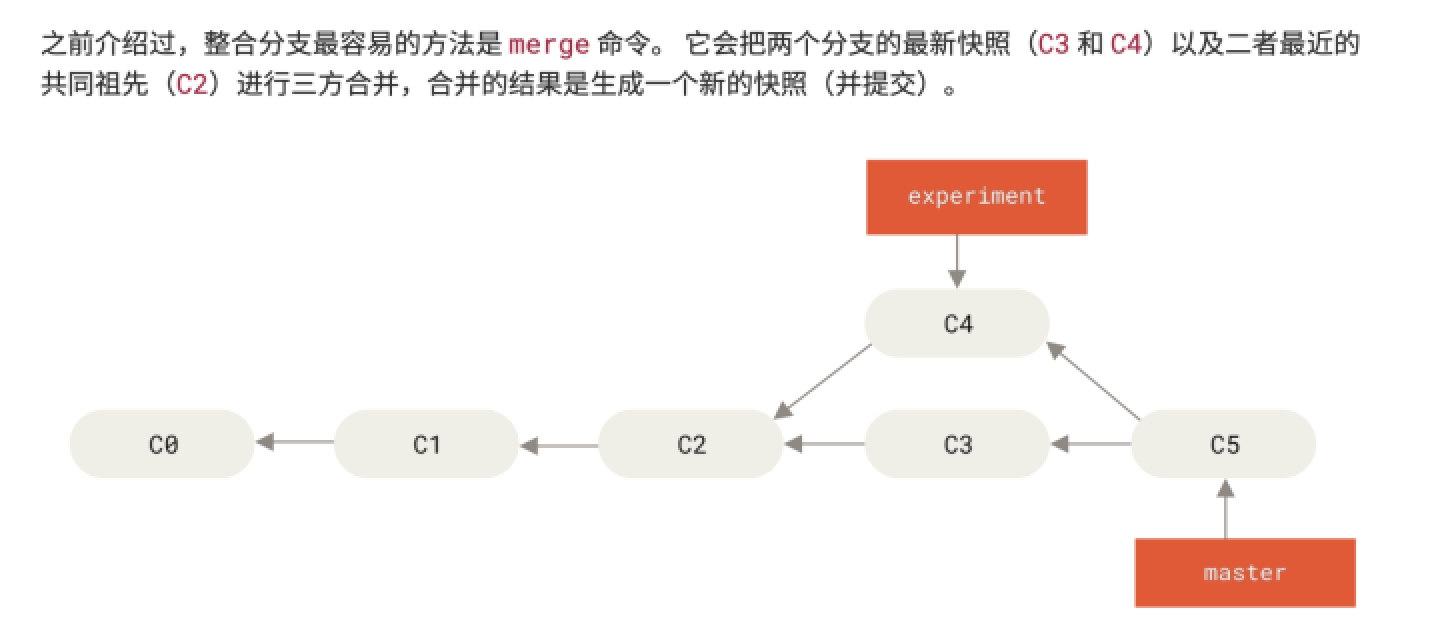 之前介绍过，整合分支最容易的方法是 merge 命令。 它会把两个分支的最新快照（C3 和 C4）以及二者最近的
共同祖先（C2）进行三方合并，合并的结果是生成一个新的快照（并提交）。
experiment
C4
C0 C1 C2 C3 C5
master